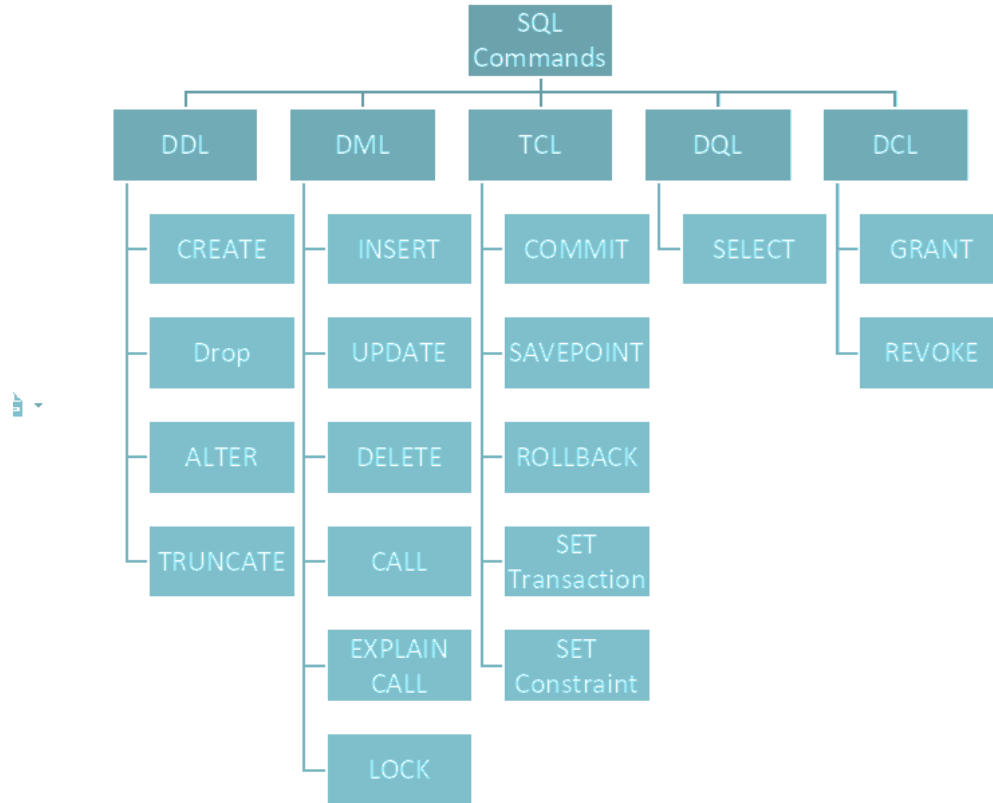 SQL
Commands
DDL
DML
TCL
DQL
DCL
CREATE
INSERT
COMMIT
SELECT
GRANT
Drop
UPDATE
SAVEPOINT
REVOKE
ALTER
DELETE
ROLLBACK
TRUNCATE
CALL
SET
Transaction
EXPLAIN
CALL
SET
Constraint
LOCK